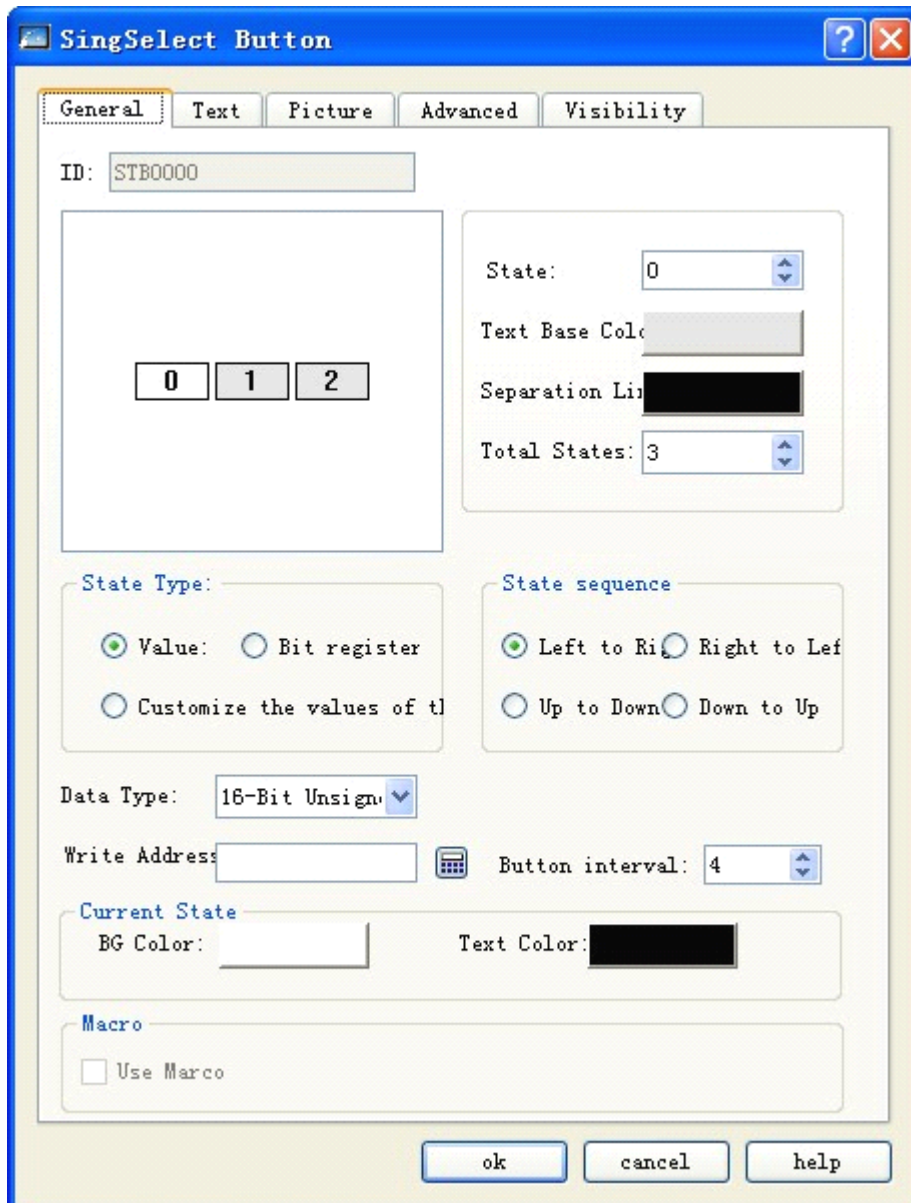 SingSelect Button
General Text Picture Advanced Visibility
ID: STB0000
0 1 2
State: 0
Text Base Colo
Separation Li
Total States: 3
State Type:
Value: Bit register
Customize the values of th
State sequence
Left to Rig Right to Lef
Up to Down Down to Up
Data Type: 16-Bit Unsign
Write Address
Button interval: 4
Current State
BG Color: Text Color:
Macro
Use Marco
ok cancel help